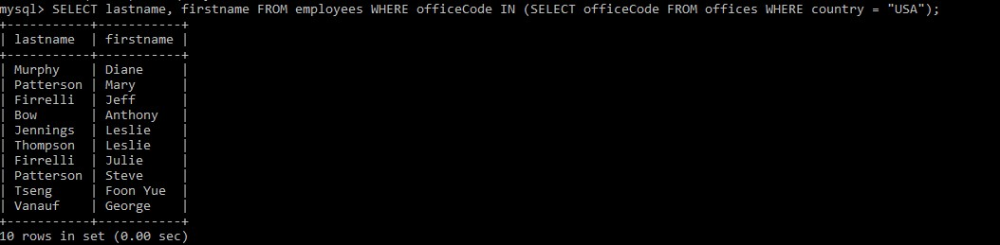 mysql> SELECT lastname, firstname FROM employees WHERE officeCode IN (SELECT officeCode FROM offices WHERE country = "USA");
+-----------+-----------+
| lastname  | firstname |
+-----------+-----------+
| Murphy    | Diane     |
| Patterson | Mary      |
| Firrelli  | Jeff      |
| Bow       | Anthony   |
| Jennings  | Leslie    |
| Thompson  | Leslie    |
| Firrelli  | Julie     |
| Patterson | Steve     |
| Tseng     | Foon Yue  |
| Vanauf    | George    |
+-----------+-----------+
10 rows in set (0.00 sec)